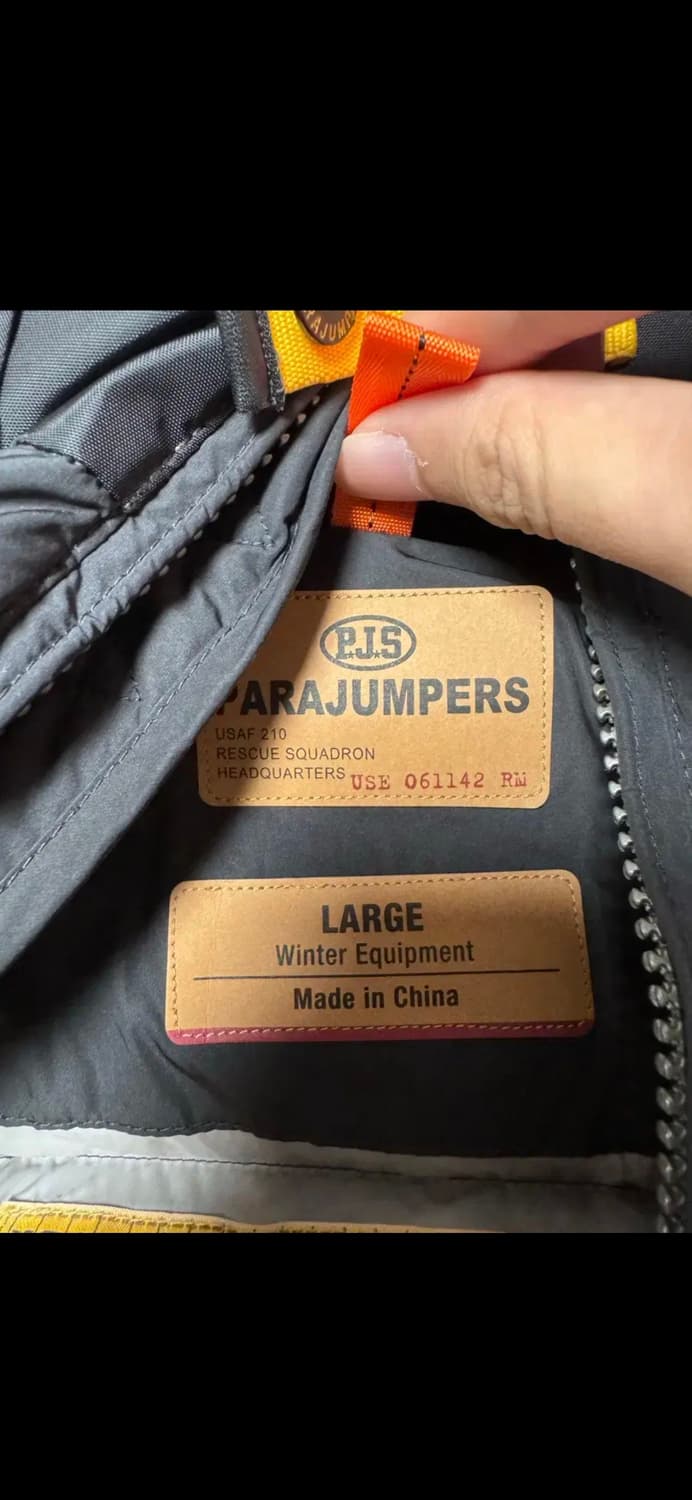 PJS
PARAJUMPERS
USAF 210
RESCUE SQUADRON
HEADQUARTERS USE 061142 RM
LARGE
Winter Equipment
Made in China